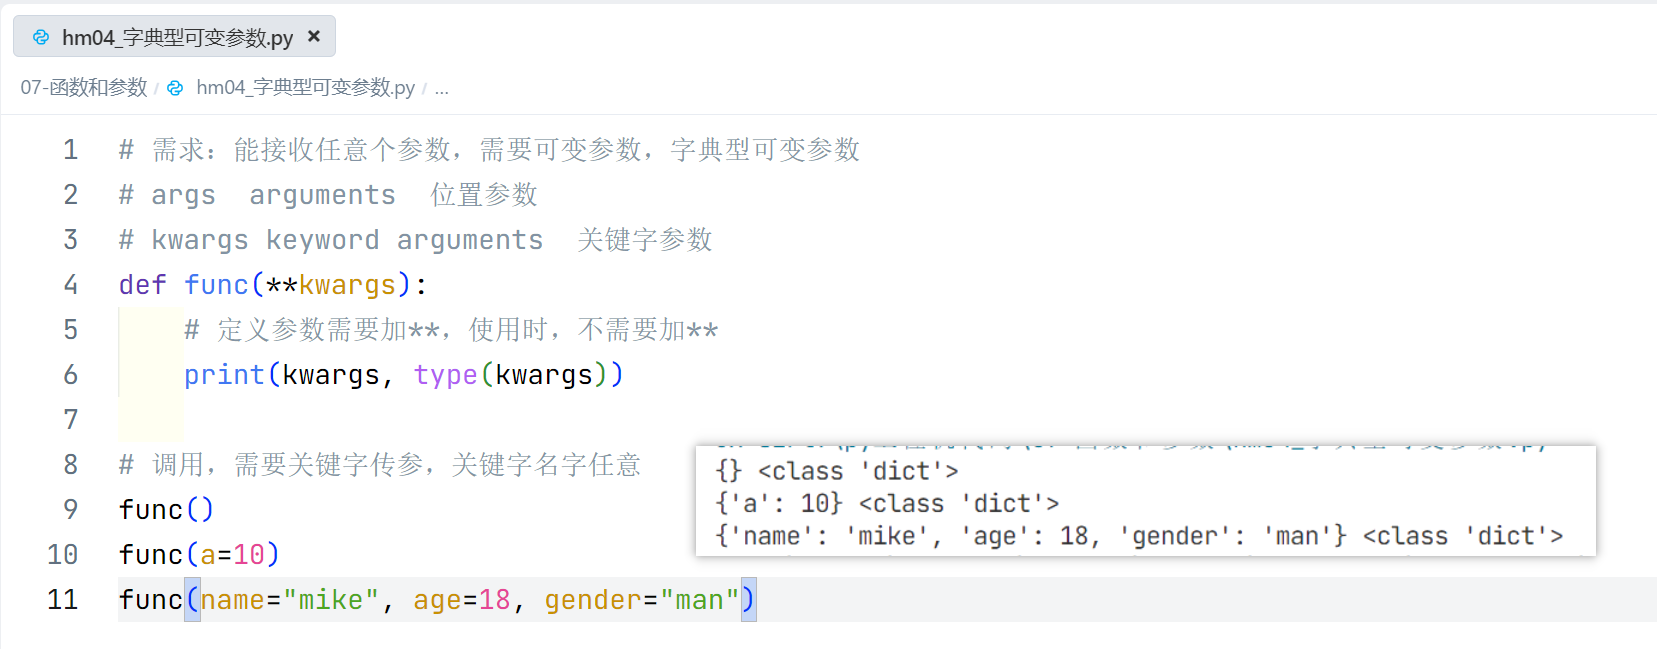 hm04_字典型可变参数.py ×
07-函数和参数 / hm04_字典型可变参数.py / ...
1 # 需求：能接收任意个参数，需要可变参数，字典型可变参数
2 # args  arguments  位置参数
3 # kwargs keyword arguments  关键字参数
4 def func(**kwargs):
5     # 定义参数需要加**，使用时，不需要加**
6     print(kwargs, type(kwargs))
7
8 # 调用，需要关键字传参，关键字名字任意
9 func()
10 func(a=10)
11 func(name="mike", age=18, gender="man")
{} <class 'dict'>
{'a': 10} <class 'dict'>
{'name': 'mike', 'age': 18, 'gender': 'man'} <class 'dict'>